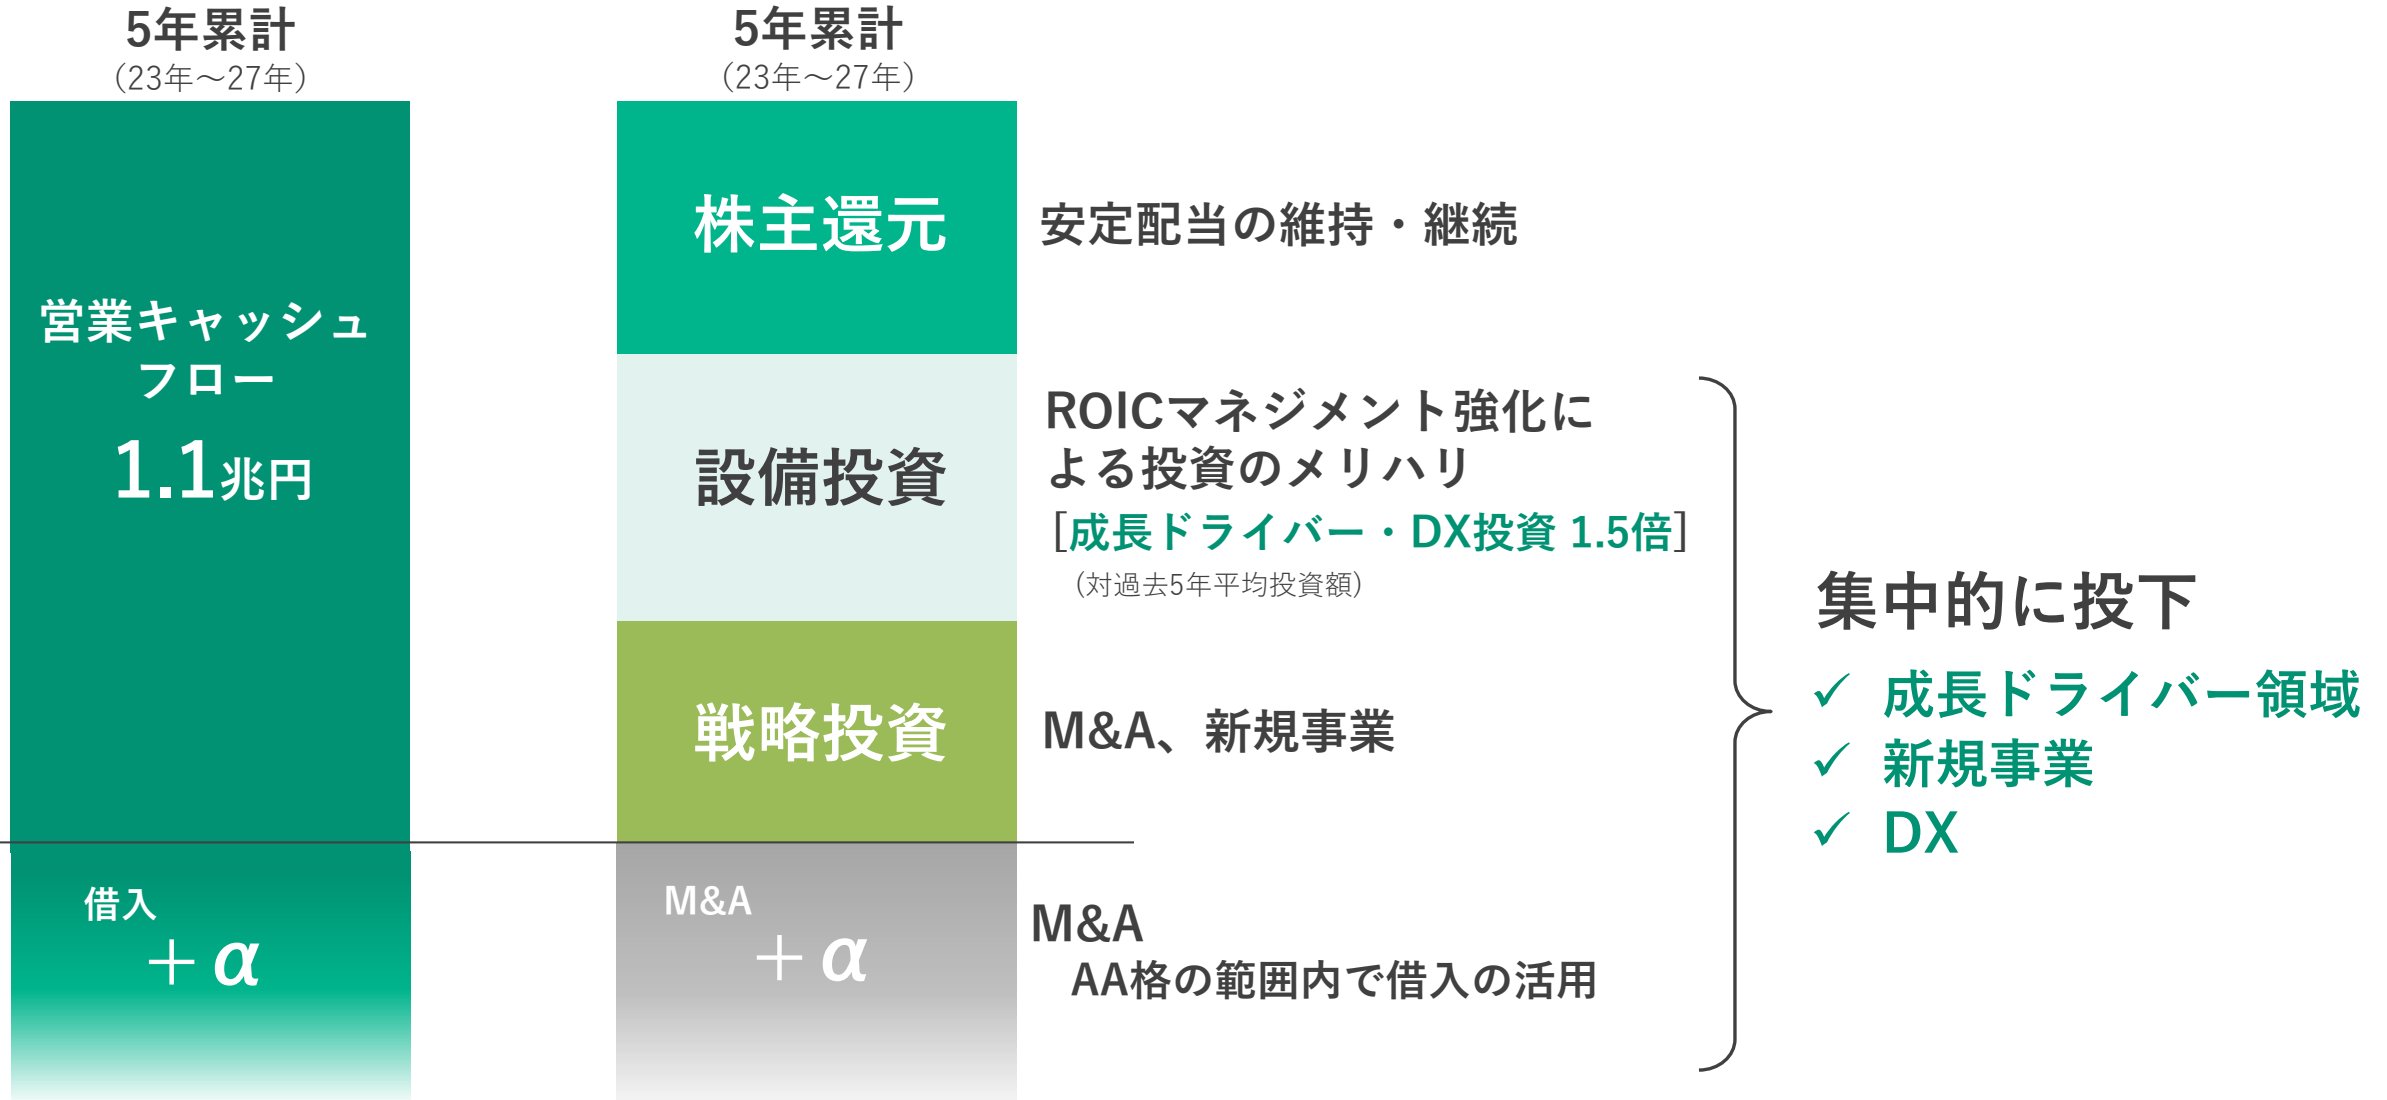 5年累計
（23年～27年）
営業キャッシュ
フロー
1.1兆円
借入
＋α
5年累計
（23年～27年）
株主還元
安定配当の維持・継続
設備投資
ROICマネジメント強化に
よる投資のメリハリ
[成長ドライバー・DX投資 1.5倍]
（対過去5年平均投資額）
戦略投資
M&A、新規事業
M&A
＋α
M&A
AA格の範囲内で借入の活用
集中的に投下
✓ 成長ドライバー領域
✓ 新規事業
✓ DX